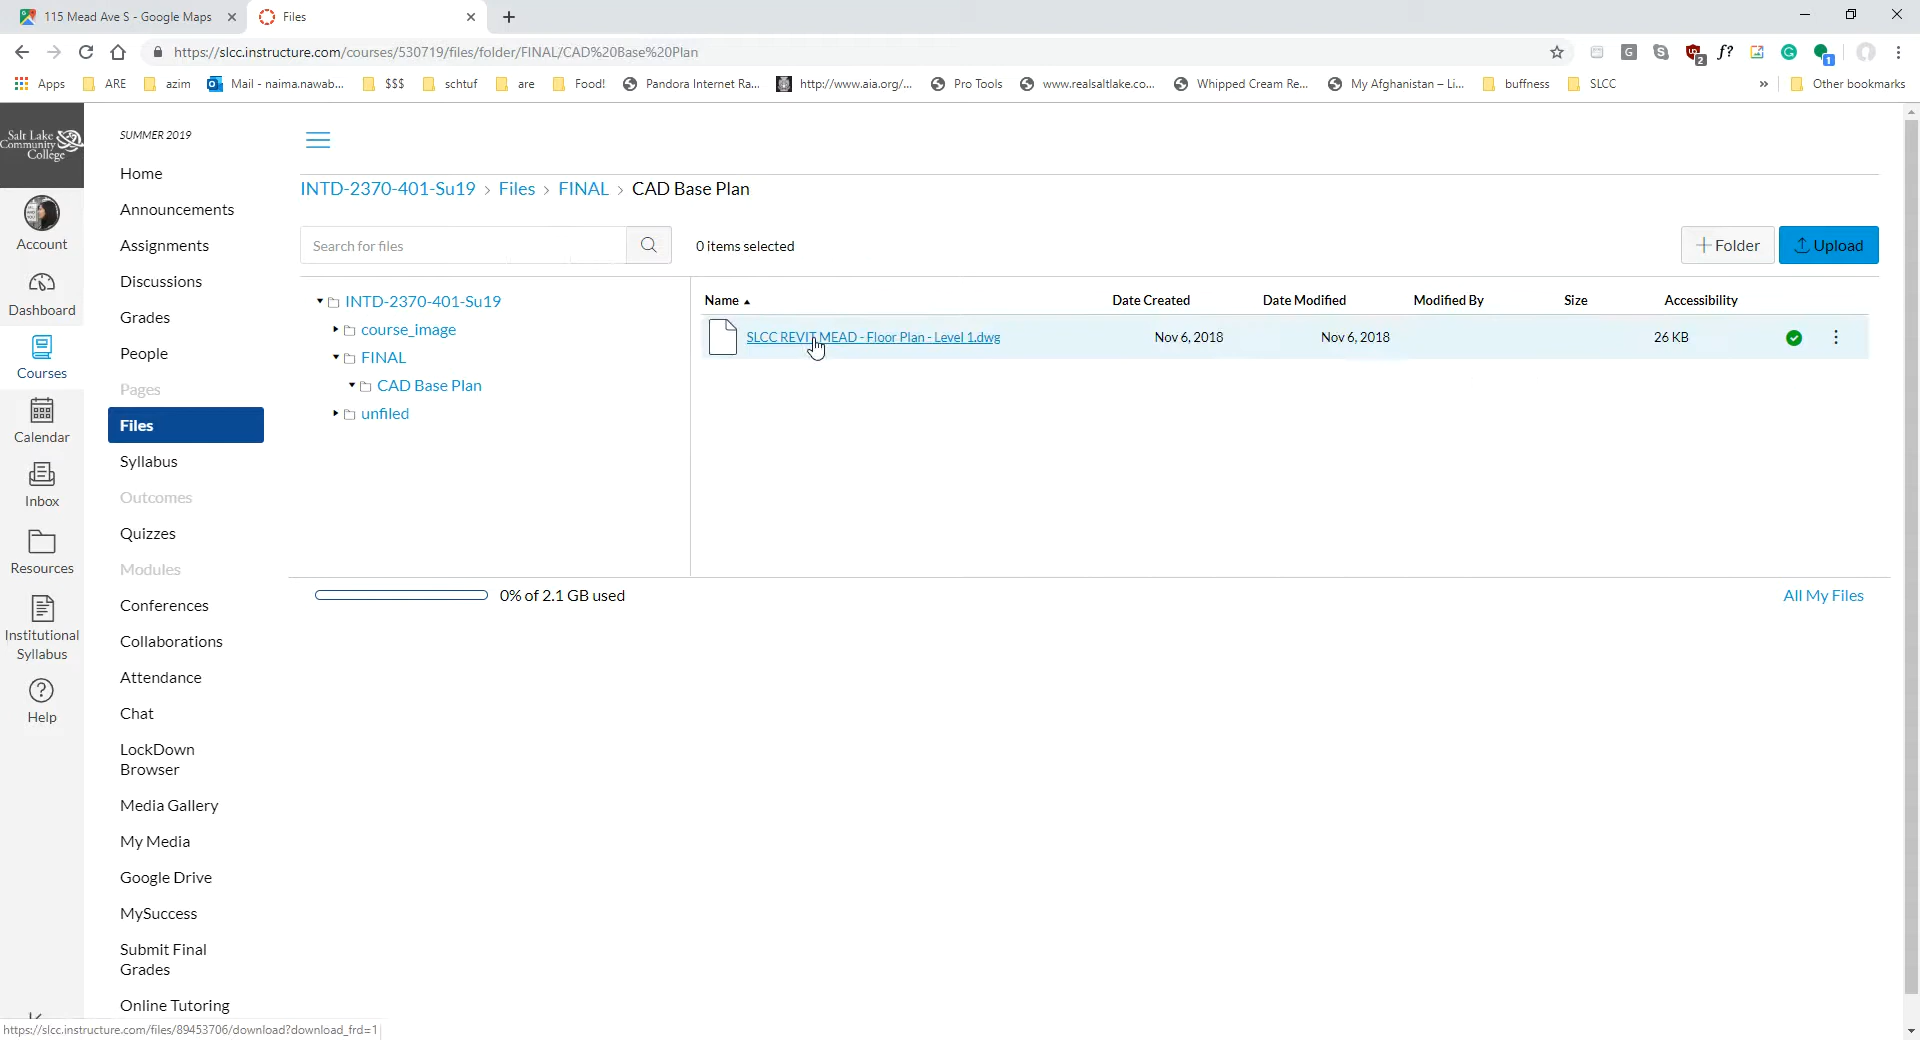 115 Mead Ave S - Google Maps
Files
https://slcc.instructure.com/courses/530719/files/folder/FINAL/CAD%20Base%20Plan
G
f?
2
1
Apps
ARE
azim
Mail - naima.nawab...
$$$
schtuf
are
Food!
Pandora Internet Ra...
http://www.aia.org/...
Pro Tools
www.realsaltlake.co...
Whipped Cream Re...
My Afghanistan – Li...
buffness
SLCC
»
Other bookmarks
Salt Lake
Community
College
Account
Dashboard
Courses
Calendar
Inbox
Resources
Institutional
Syllabus
Help
SUMMER 2019
Home
Announcements
Assignments
Discussions
Grades
People
Pages
Files
Syllabus
Outcomes
Quizzes
Modules
Conferences
Collaborations
Attendance
Chat
LockDown
Browser
Media Gallery
My Media
Google Drive
MySuccess
Submit Final
Grades
Online Tutoring
INTD-2370-401-Su19 › Files › FINAL › CAD Base Plan
Search for files
0 items selected
+Folder
Upload
INTD-2370-401-Su19
course_image
FINAL
CAD Base Plan
unfiled
Name Date Created Date Modified Modified By Size Accessibility
SLCC REVIT MEAD - Floor Plan - Level 1.dwg Nov 6, 2018 Nov 6, 2018 26 KB
0% of 2.1 GB used
All My Files
https://slcc.instructure.com/files/89453706/download?download_frd=1